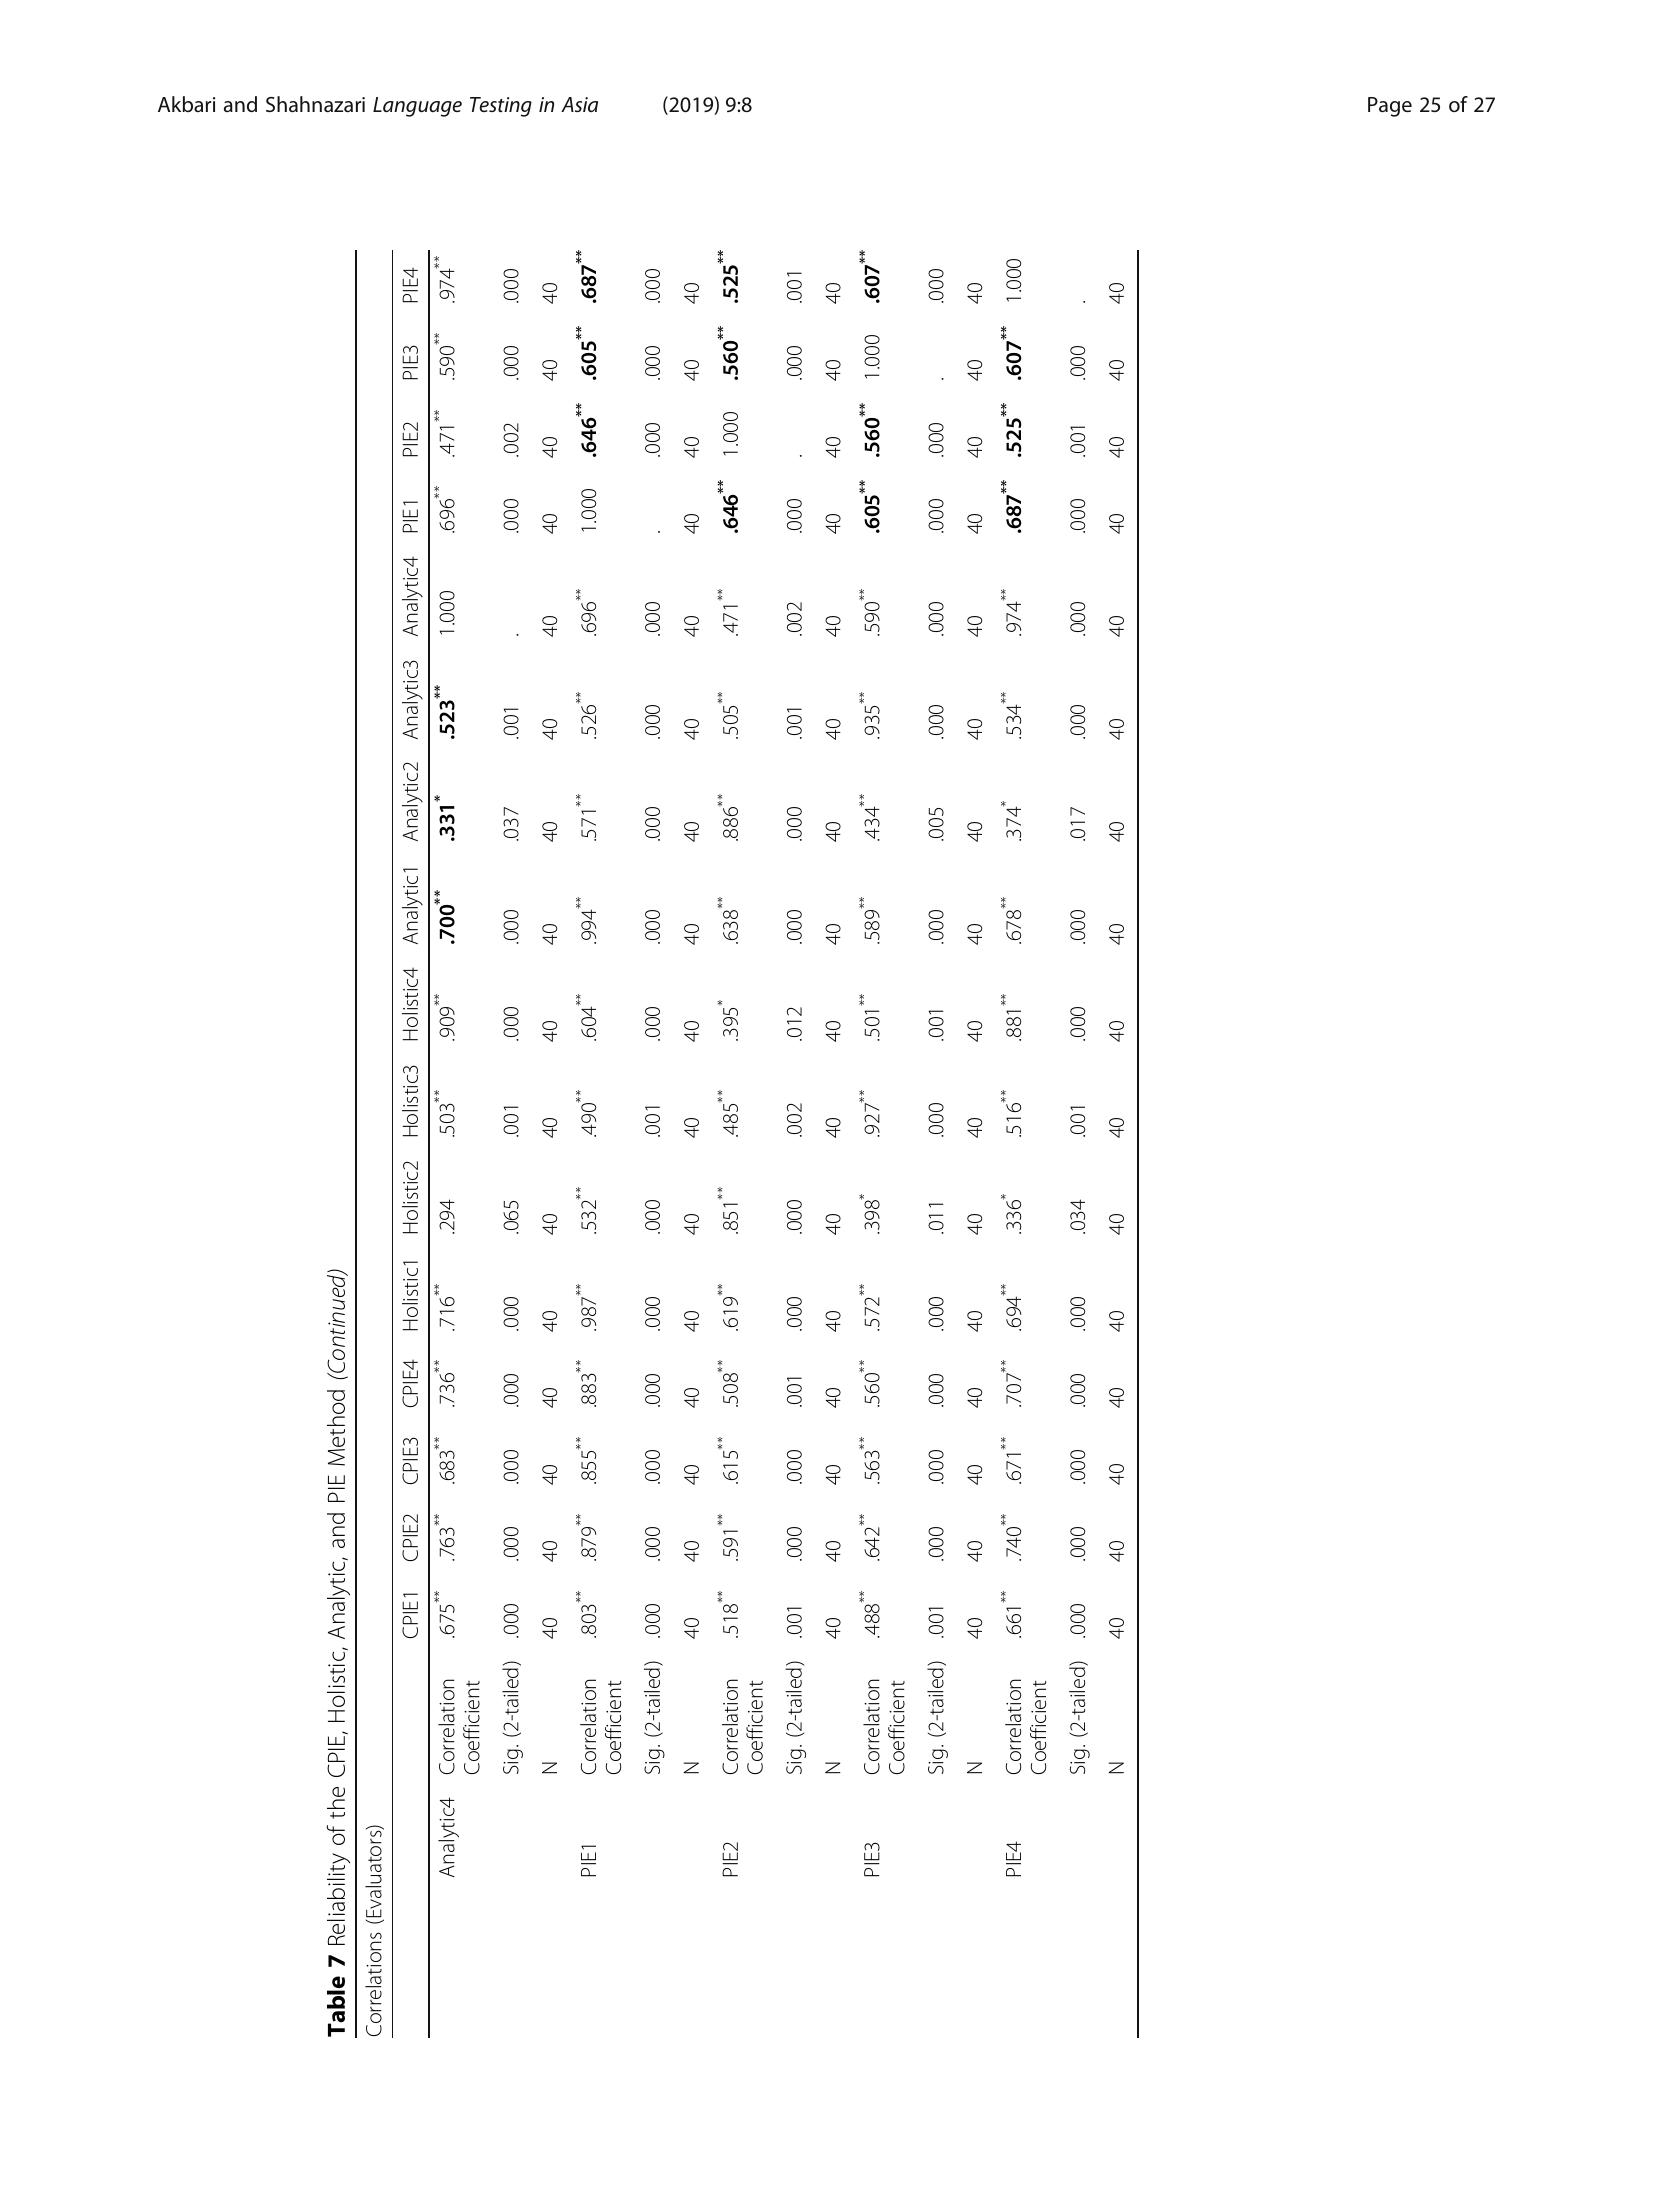 Akbari and Shahnazari Language Testing in Asia (2019) 9:8 Page 25 of 27
Table 7 Reliability of the CPIE, Holistic, Analytic, and PIE Method (Continued)
Correlations (Evaluators)
CPIE1 CPIE2 CPIE3 CPIE4 Holistic1 Holistic2 Holistic3 Holistic4 Analytic1 Analytic2 Analytic3 Analytic4 PIE1 PIE2 PIE3 PIE4
Analytic4 Correlation .675** .763** .683** .736** .716** .294 .503** .909** .700** .331* .523** 1.000 .696** .471** .590** .974**
Coefficient
Sig. (2-tailed) .000 .000 .000 .000 .000 .065 .001 .000 .000 .037 .001 . .000 .002 .000 .000
N 40 40 40 40 40 40 40 40 40 40 40 40 40 40 40 40
PIE1 Correlation .803** .879** .855** .883** .987** .532** .490** .604** .994** .571** .526** .696** 1.000 .646** .605** .687**
Coefficient
Sig. (2-tailed) .000 .000 .000 .000 .000 .000 .001 .000 .000 .000 .000 .000 . .000 .000 .000
N 40 40 40 40 40 40 40 40 40 40 40 40 40 40 40 40
PIE2 Correlation .518** .591** .615** .508** .619** .851** .485** .395* .638** .886** .505** .471** .646** 1.000 .560** .525**
Coefficient
Sig. (2-tailed) .001 .000 .000 .001 .000 .000 .002 .012 .000 .000 .001 .002 .000 . .000 .001
N 40 40 40 40 40 40 40 40 40 40 40 40 40 40 40 40
PIE3 Correlation .488** .642** .563** .560** .572** .398* .927** .501** .589** .434** .935** .590** .605** .560** 1.000 .607**
Coefficient
Sig. (2-tailed) .001 .000 .000 .000 .000 .011 .000 .001 .000 .005 .000 .000 .000 .000 . .000
N 40 40 40 40 40 40 40 40 40 40 40 40 40 40 40 40
PIE4 Correlation .661** .740** .671** .707** .694** .336* .516** .881** .678** .374* .534** .974** .687** .525** .607** 1.000
Coefficient
Sig. (2-tailed) .000 .000 .000 .000 .000 .034 .001 .000 .000 .017 .000 .000 .000 .001 .000 .
N 40 40 40 40 40 40 40 40 40 40 40 40 40 40 40 40